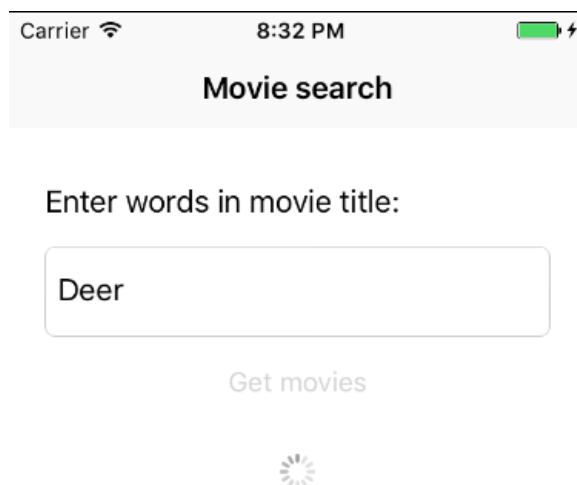 Carrier 8:32 PM
Movie search
Enter words in movie title:
Deer
Get movies